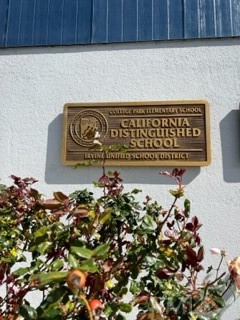 COLLEGE PARK ELEMENTARY SCHOOL
CALIFORNIA
DISTINGUISHED
SCHOOL
IRVINE UNIFIED SCHOOL DISTRICT